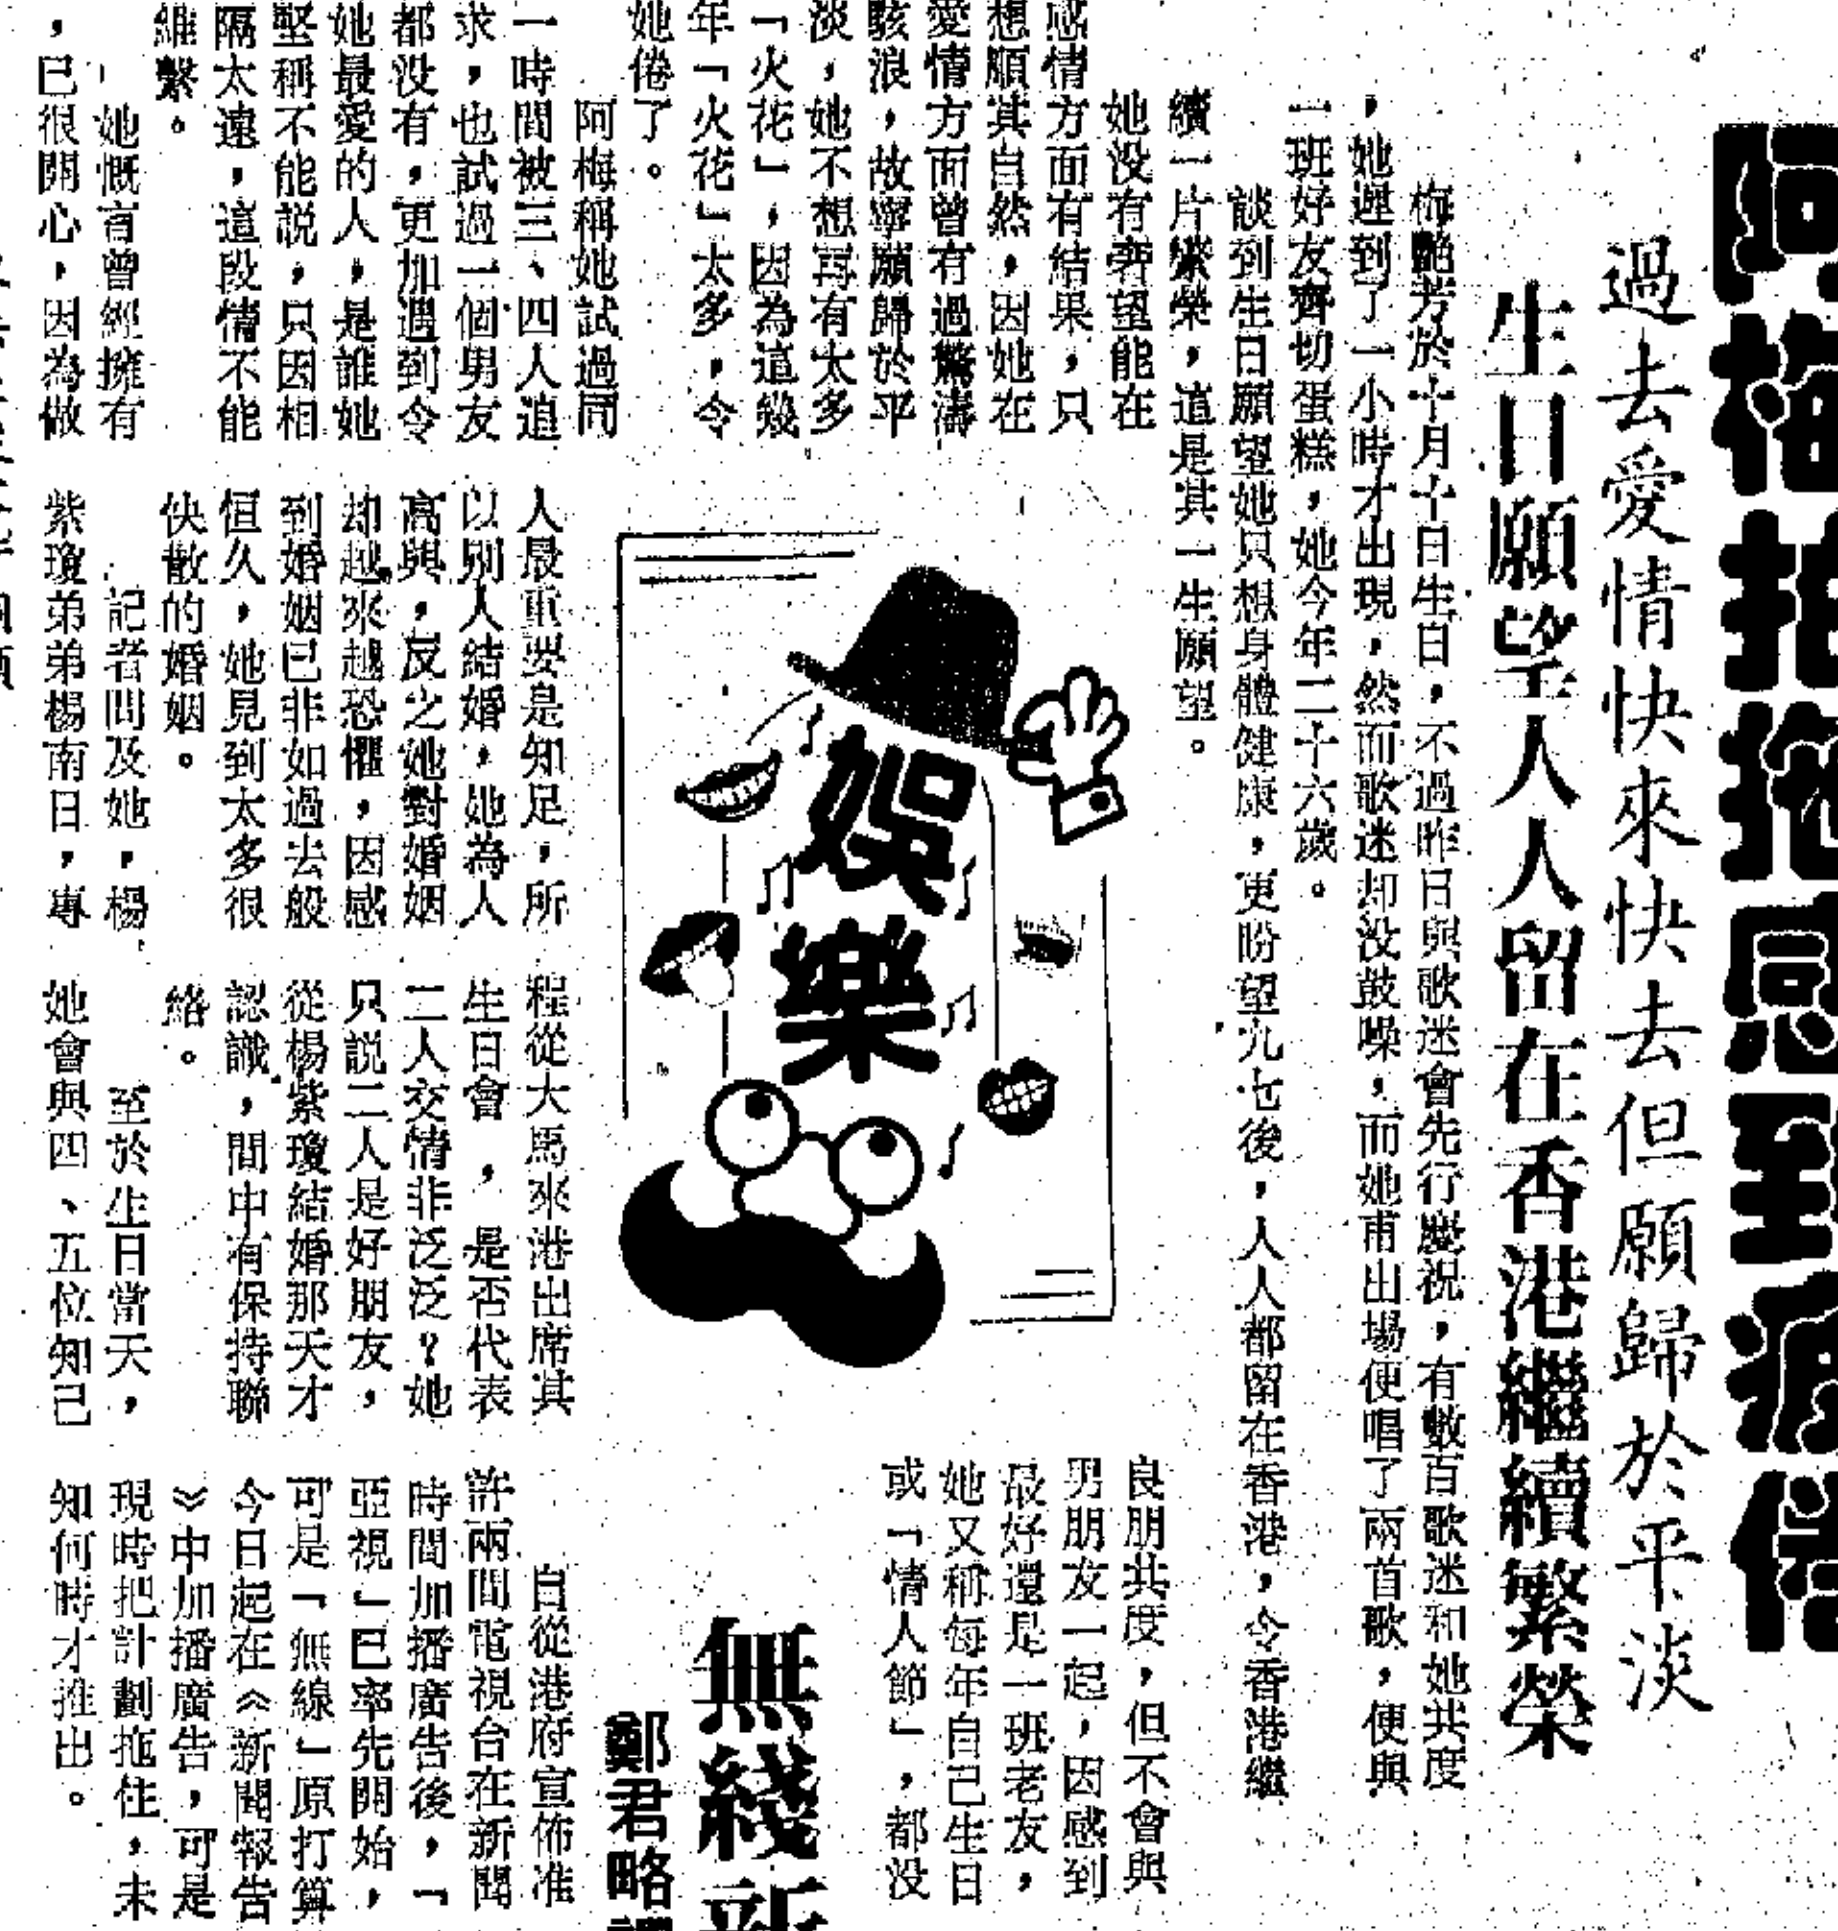 阿梅拍拖感到疲倦
過去愛情快來快去但願歸於平淡
生日願望人人留在香港繼續繁榮
梅艷芳於十月十日生日，不過昨日與歌迷會先行慶祝，有數百歌迷和她共度
，她遲到了一小時才出現，然而歌迷却没鼓噪，而她甫出場便唱了兩首歌，便與
一班好友齊切蛋糕，她今年二十六歲。
談到生日願望她只想身體健康，更盼望九七後，人人都留在香港，令香港繼
續一片繁榮，這是其一生願望。
她没有奢望能在
感情方面有結果，只
想順其自然，因她在
愛情方面曾有過驚濤
駭浪，故寧願歸於平
淡，她不想再有太多
「火花」，因為這幾
年「火花」太多，令
她倦了。
阿梅稱她試過同
一時間被三、四人追
求，也試過一個男友
都没有，更加遇到令
她最愛的人，是誰她
堅稱不能説，只因相
隔太遠，這段情不能
維繫。
她慨言曾經擁有
，已很開心，因為做
人最重要是知足，所
以别人結婚，她為人
高興，反之她對婚姻
却越來越恐懼，因感
到婚姻已非如過去般
恒久，她見到太多很
快散的婚姻。
記者問及她，楊
紫瓊弟弟楊南日，專
程從大馬來港出席其
生日會，是否代表
二人交情非泛泛？她
只説二人是好朋友，
從楊紫瓊結婚那天才
認識，間中有保持聯
絡。
至於生日當天，
她會與四、五位知己
良朋共度，但不會與
男朋友一起，因感到
最好還是一班老友，
她又稱每年自己生日
或「情人節」，都没
娛樂
無綫新
鄭君略
自從港府宣佈准
許兩間電視台在新聞
時間加播廣告後，「
亞視」已率先開始，
可是「無線」原打算
今日起在《新聞報告
》中加播廣告，可是
現時把計劃拖住，未
知何時才推出。